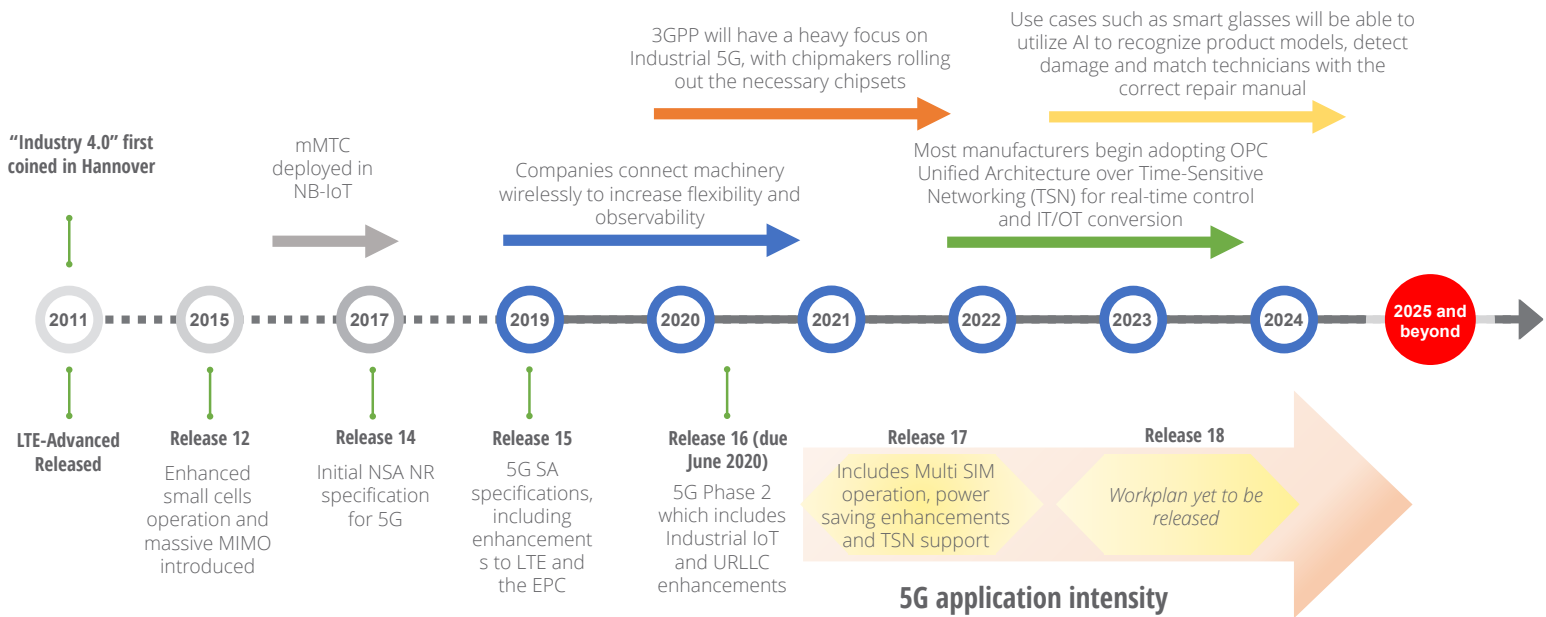 3GPP will have a heavy focus on
Industrial 5G, with chipmakers rolling
out the necessary chipsets
Use cases such as smart glasses will be able to
utilize AI to recognize product models, detect
damage and match technicians with the
correct repair manual
“Industry 4.0” first
coined in Hannover
mMTC
deployed in
NB-IoT
Companies connect machinery
wirelessly to increase flexibility and
observability
Most manufacturers begin adopting OPC
Unified Architecture over Time-Sensitive
Networking (TSN) for real-time control
and IT/OT conversion
2011
2015
2017
2019
2020
2021
2022
2023
2024
2025 and
beyond
LTE-Advanced
Released
Release 12
Enhanced
small cells
operation and
massive MIMO
introduced
Release 14
Initial NSA NR
specification
for 5G
Release 15
5G SA
specifications,
including
enhancement
s to LTE and
the EPC
Release 16 (due
June 2020)
5G Phase 2
which includes
Industrial IoT
and URLLC
enhancements
Release 17
Includes Multi SIM
operation, power
saving enhancements
and TSN support
Release 18
Workplan yet to be
released
5G application intensity